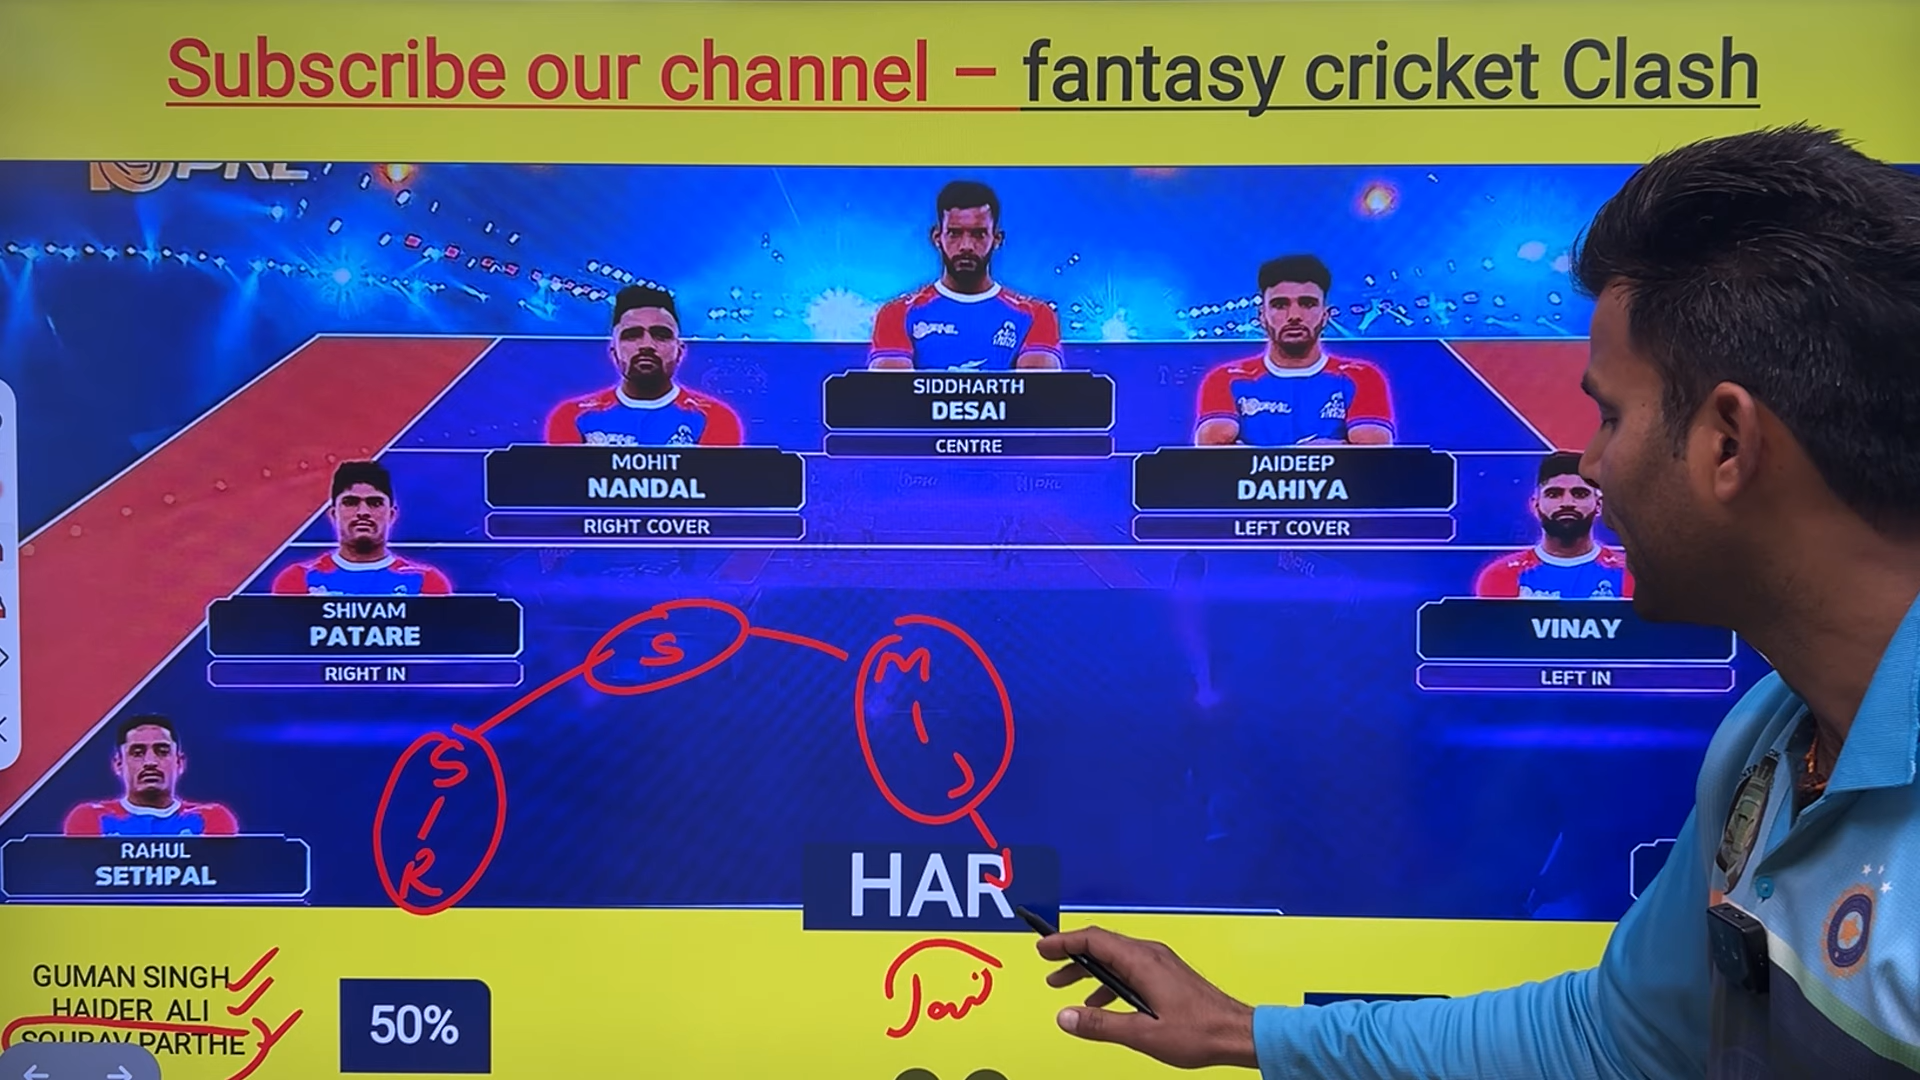 Subscribe our channel – fantasy cricket Clash
PKL
SIDDHARTH
DESAI
CENTRE
MOHIT
NANDAL
RIGHT COVER
JAIDEEP
DAHIYA
LEFT COVER
SHIVAM
PATARE
RIGHT IN
VINAY
LEFT IN
RAHUL
SETHPAL
S
M
J
S
R
J
HAR
GUMAN SINGH
HAIDER ALI
SOURAV PARTHE
50%